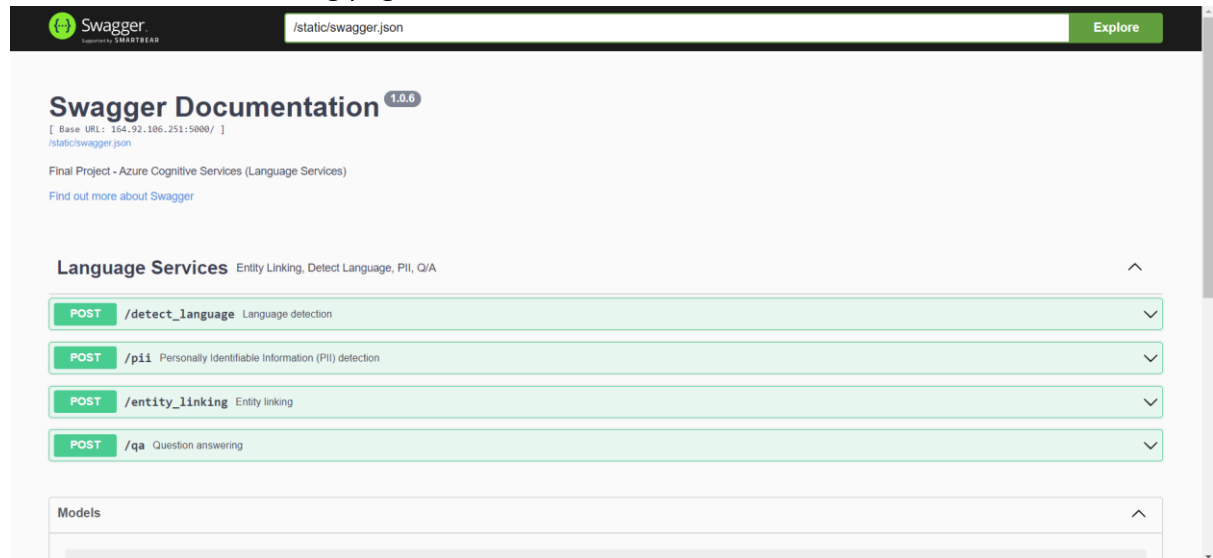 Swagger.
Supported by SMARTBEAR
/static/swagger.json
Explore
Swagger Documentation 1.0.6
[ Base URL: 164.92.106.251:5000/ ]
/static/swagger.json
Final Project - Azure Cognitive Services (Language Services)
Find out more about Swagger
Language Services Entity Linking, Detect Language, PII, Q/A
POST /detect_language Language detection
POST /pii Personally Identifiable Information (PII) detection
POST /entity_linking Entity linking
POST /qa Question answering
Models